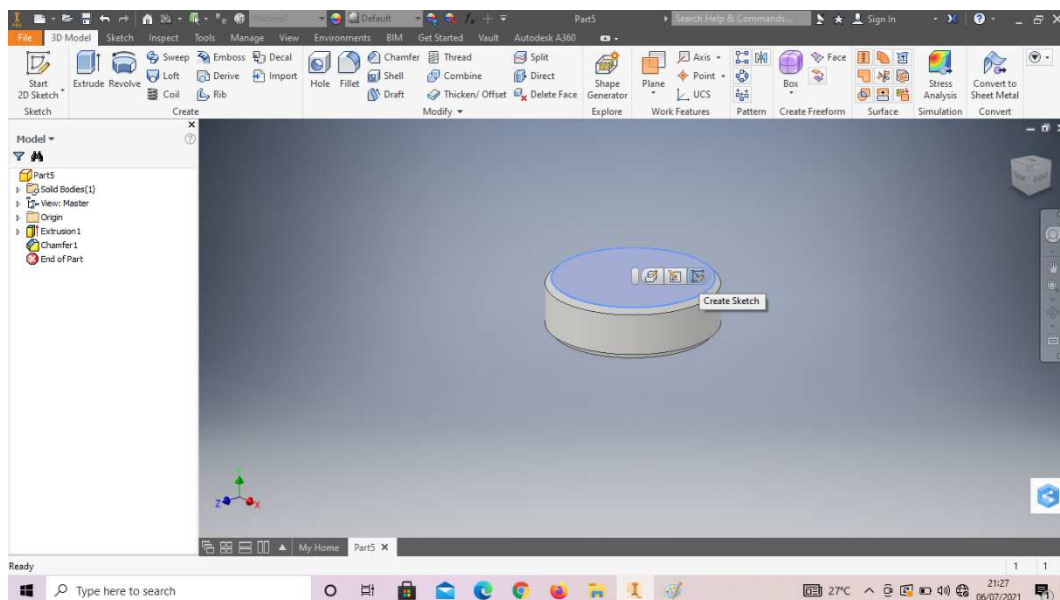 Material
Default
Part5
Search Help & Commands...
Sign In
File 3D Model Sketch Inspect Tools Manage View Environments BIM Get Started Vault Autodesk A360
Start
2D Sketch
Extrude Revolve
Sweep Emboss Decal
Loft Derive Import
Coil Rib
Hole Fillet
Chamfer Thread Split
Shell Combine Direct
Draft Thicken/ Offset Delete Face
Shape
Generator
Plane
Axis
Point
UCS
Box
Face
Stress
Analysis
Convert to
Sheet Metal
Sketch Create Modify Explore Work Features Pattern Create Freeform Surface Simulation Convert
Model
Part5
Solid Bodies(1)
View: Master
Origin
Extrusion1
Chamfer1
End of Part
Create Sketch
Y
Z X
My Home Part5 X
Ready 1 1
Type here to search
27°C
21:27
06/07/2021